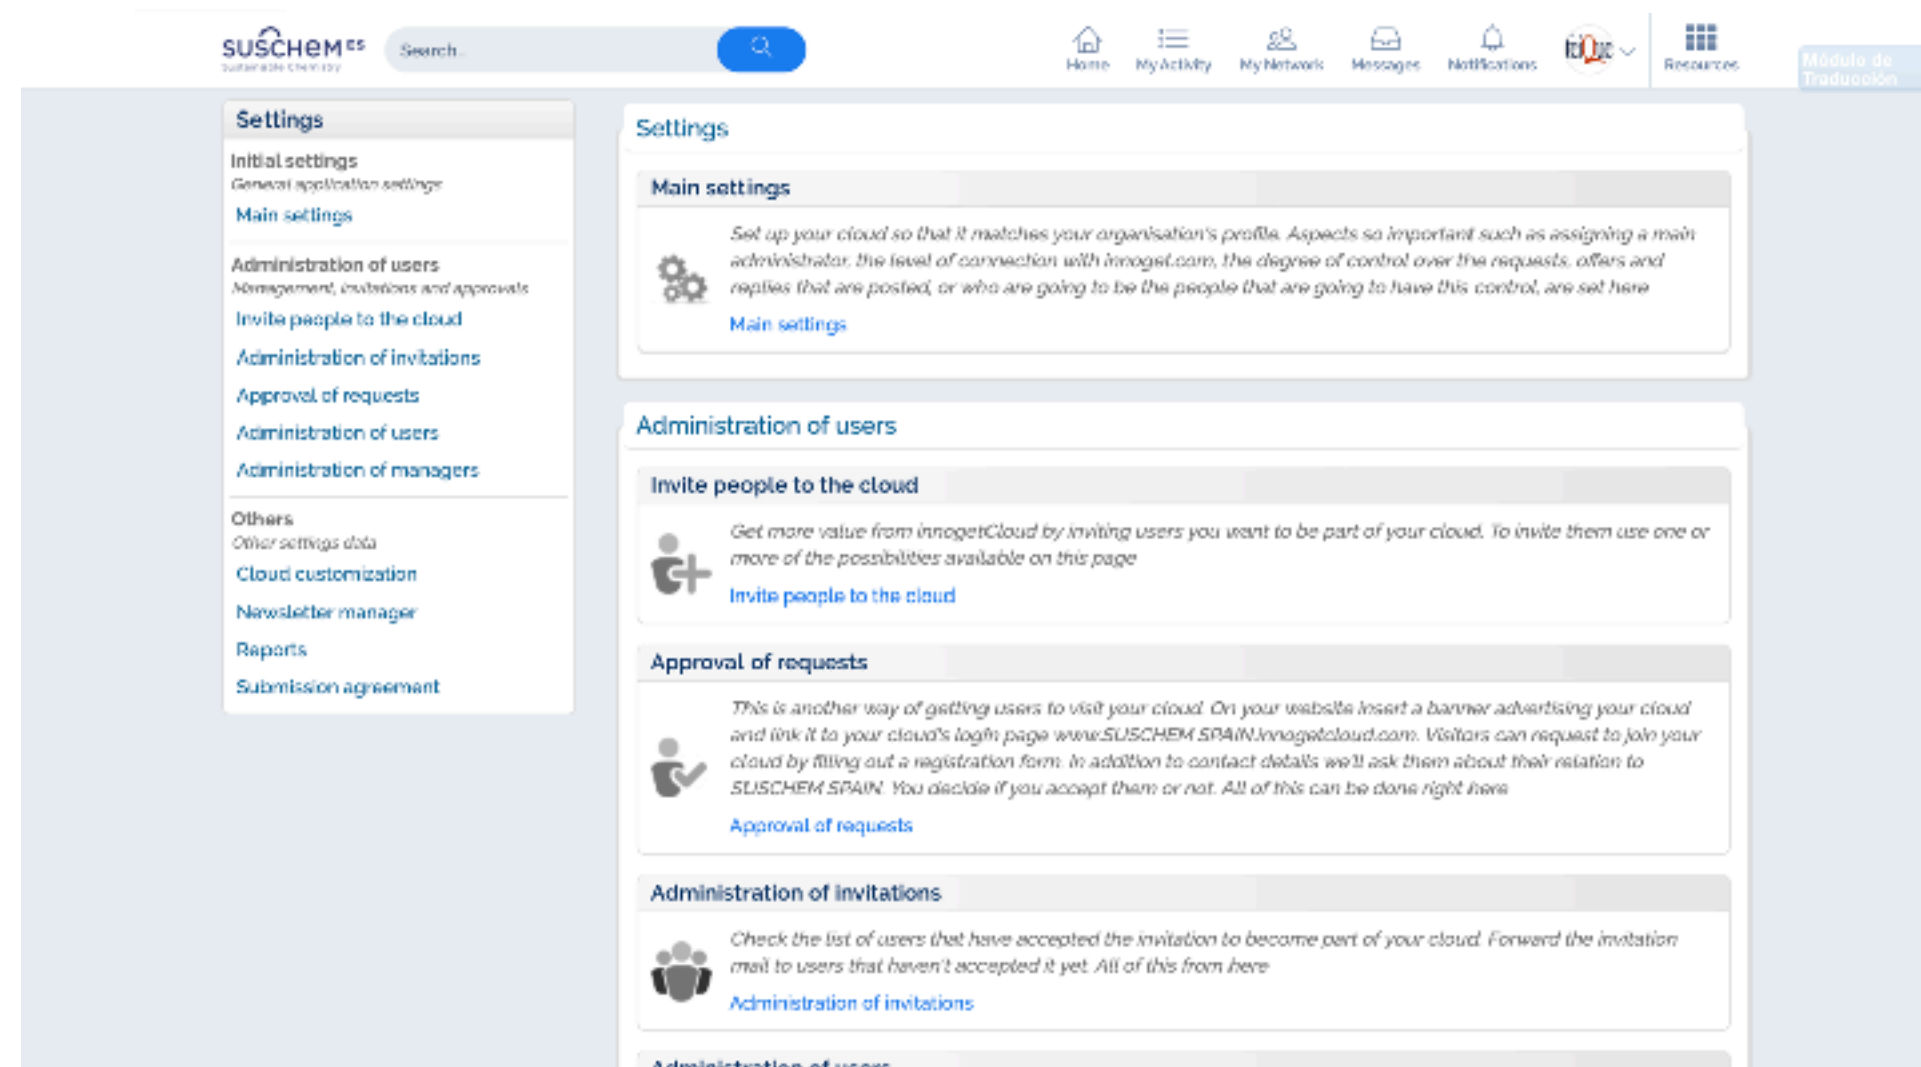 SUSCHEM ES
Sustainable Chemistry
Search...
Home
My Activity
My Network
Messages
Notifications
Resources
Módulo de
Traducción
Settings
Initial settings
General application settings
Main settings
Administration of users
Management, invitations and approvals
Invite people to the cloud
Administration of invitations
Approval of requests
Administration of users
Administration of managers
Others
Other settings data
Cloud customization
Newsletter manager
Reports
Submission agreement
Settings
Main settings
Set up your cloud so that it matches your organisation's profile. Aspects so important such as assigning a main
administrator, the level of connection with innoget.com, the degree of control over the requests, offers and
replies that are posted, or who are going to be the people that are going to have this control, are set here
Main settings
Administration of users
Invite people to the cloud
Get more value from innogetCloud by inviting users you want to be part of your cloud. To invite them use one or
more of the possibilities available on this page
Invite people to the cloud
Approval of requests
This is another way of getting users to visit your cloud. On your website insert a banner advertising your cloud
and link it to your cloud's login page www.SUSCHEM SPAIN.innogetcloud.com. Visitors can request to join your
cloud by filling out a registration form. In addition to contact details we'll ask them about their relation to
SUSCHEM SPAIN. You decide if you accept them or not. All of this can be done right here
Approval of requests
Administration of invitations
Check the list of users that have accepted the invitation to become part of your cloud. Forward the invitation
mail to users that haven't accepted it yet. All of this from here
Administration of invitations
Administration of users